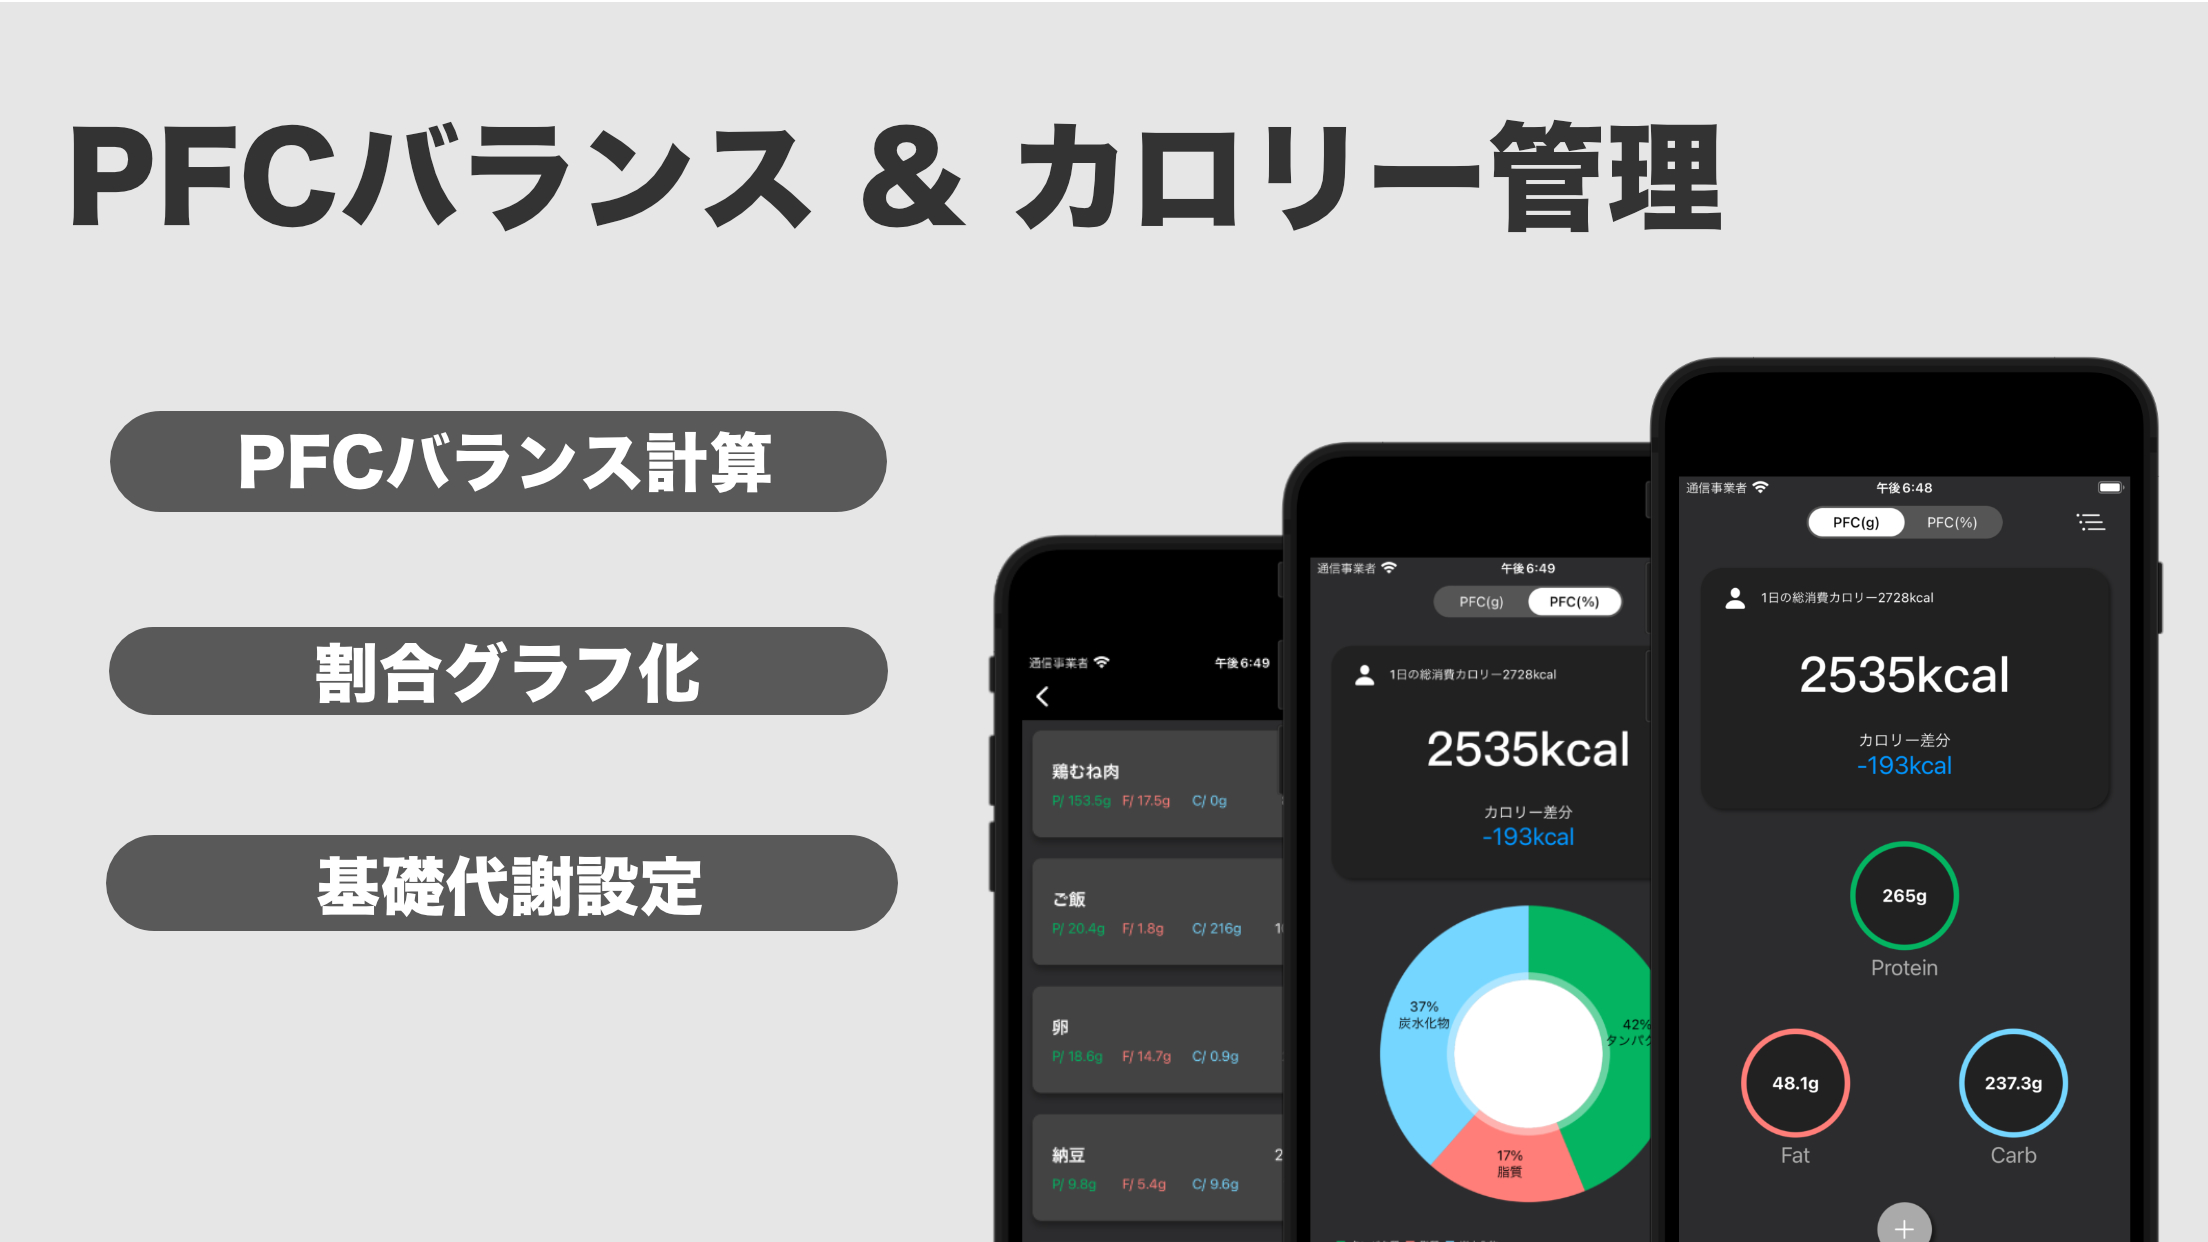 PFCバランス & カロリー管理
PFCバランス計算
割合グラフ化
基礎代謝設定
通信事業者
午後6:49
鶏むね肉
P/ 153.5g F/ 17.5g C/ 0g
ご飯
P/ 20.4g F/ 1.8g C/ 216g
卵
P/ 18.6g F/ 14.7g C/ 0.9g
納豆
P/ 9.8g F/ 5.4g C/ 9.6g
通信事業者
午後6:49
PFC(g) PFC(%)
1日の総消費カロリー2728kcal
2535kcal
カロリー差分
-193kcal
37%
炭水化物
42%
タンパク
17%
脂質
通信事業者
午後6:48
PFC(g) PFC(%)
1日の総消費カロリー2728kcal
2535kcal
カロリー差分
-193kcal
265g
Protein
48.1g
Fat
237.3g
Carb